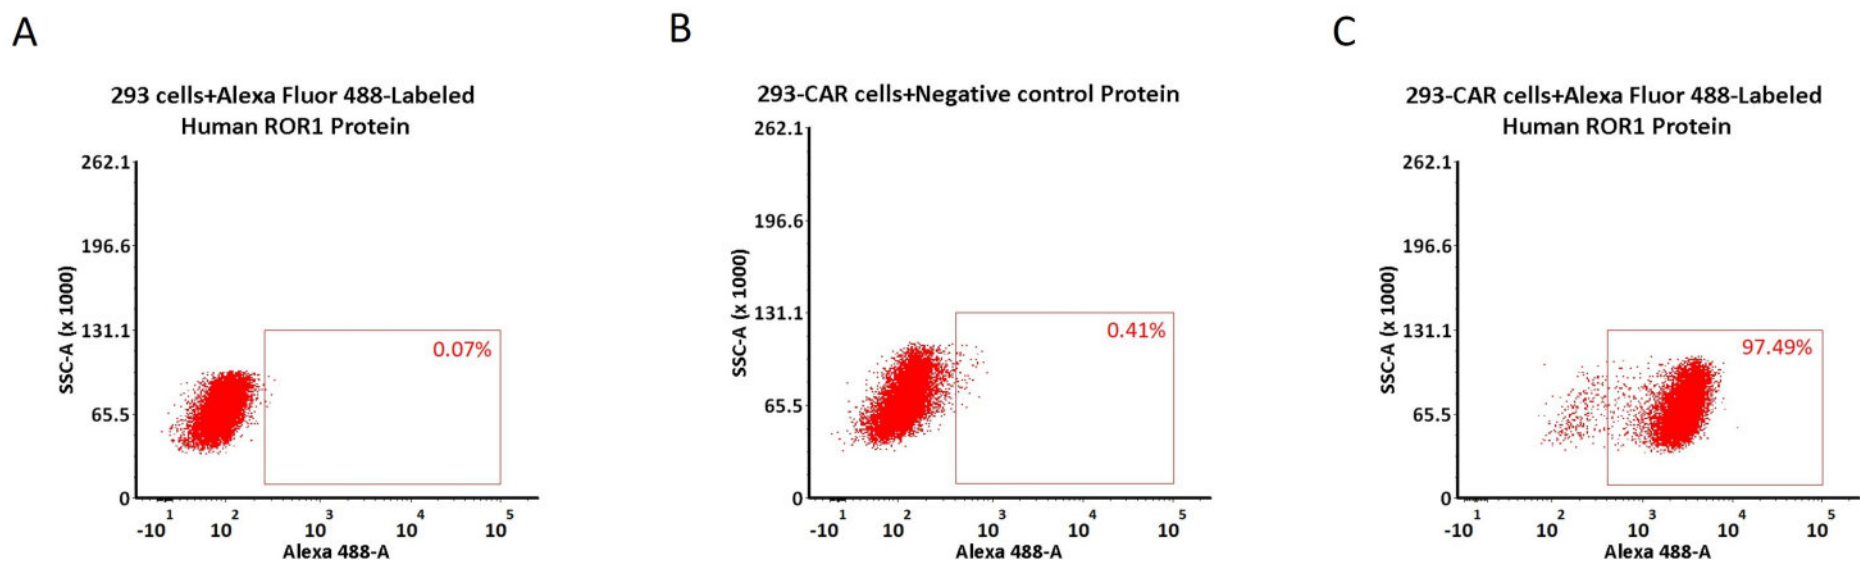 A
293 cells+Alexa Fluor 488-Labeled
Human ROR1 Protein
262.1
196.6
131.1
65.5
0
SSC-A (x 1000)
0.07%
-10^1 10^2 10^3 10^4 10^5
Alexa 488-A
B
293-CAR cells+Negative control Protein
262.1
196.6
131.1
65.5
0
SSC-A (x 1000)
0.41%
-10^1 10^2 10^3 10^4 10^5
Alexa 488-A
C
293-CAR cells+Alexa Fluor 488-Labeled
Human ROR1 Protein
262.1
196.6
131.1
65.5
0
SSC-A (x 1000)
97.49%
-10^1 10^2 10^3 10^4 10^5
Alexa 488-A